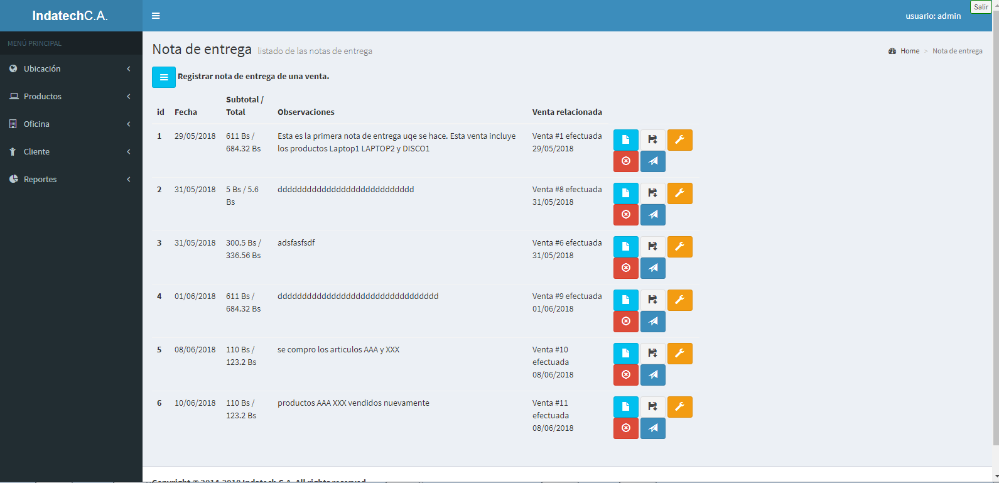 IndatechC.A.
usuario: admin
Salir
MENÚ PRINCIPAL
Ubicación
Productos
Oficina
Cliente
Reportes
Nota de entrega listado de las notas de entrega
Home > Nota de entrega
Registrar nota de entrega de una venta.
Subtotal /
id Fecha Total Observaciones Venta relacionada
1 29/05/2018 611 Bs / Esta es la primera nota de entrega uqe se hace. Esta venta incluye Venta #1 efectuada
684.32 Bs los productos Laptop1 LAPTOP2 y DISCO1 29/05/2018
2 31/05/2018 5 Bs / 5.6 dddddddddddddddddddddddddddd Venta #8 efectuada
Bs 31/05/2018
3 31/05/2018 300.5 Bs / adsfasfsdf Venta #6 efectuada
336.56 Bs 31/05/2018
4 01/06/2018 611 Bs / ddddddddddddddddddddddddddddddddd Venta #9 efectuada
684.32 Bs 01/06/2018
5 08/06/2018 110 Bs / se compro los articulos AAA y XXX Venta #10
123.2 Bs efectuada
08/06/2018
6 10/06/2018 110 Bs / productos AAA XXX vendidos nuevamente Venta #11
123.2 Bs efectuada
08/06/2018
Copyright © 2014-2018 Indatech C.A. All rights reserved.